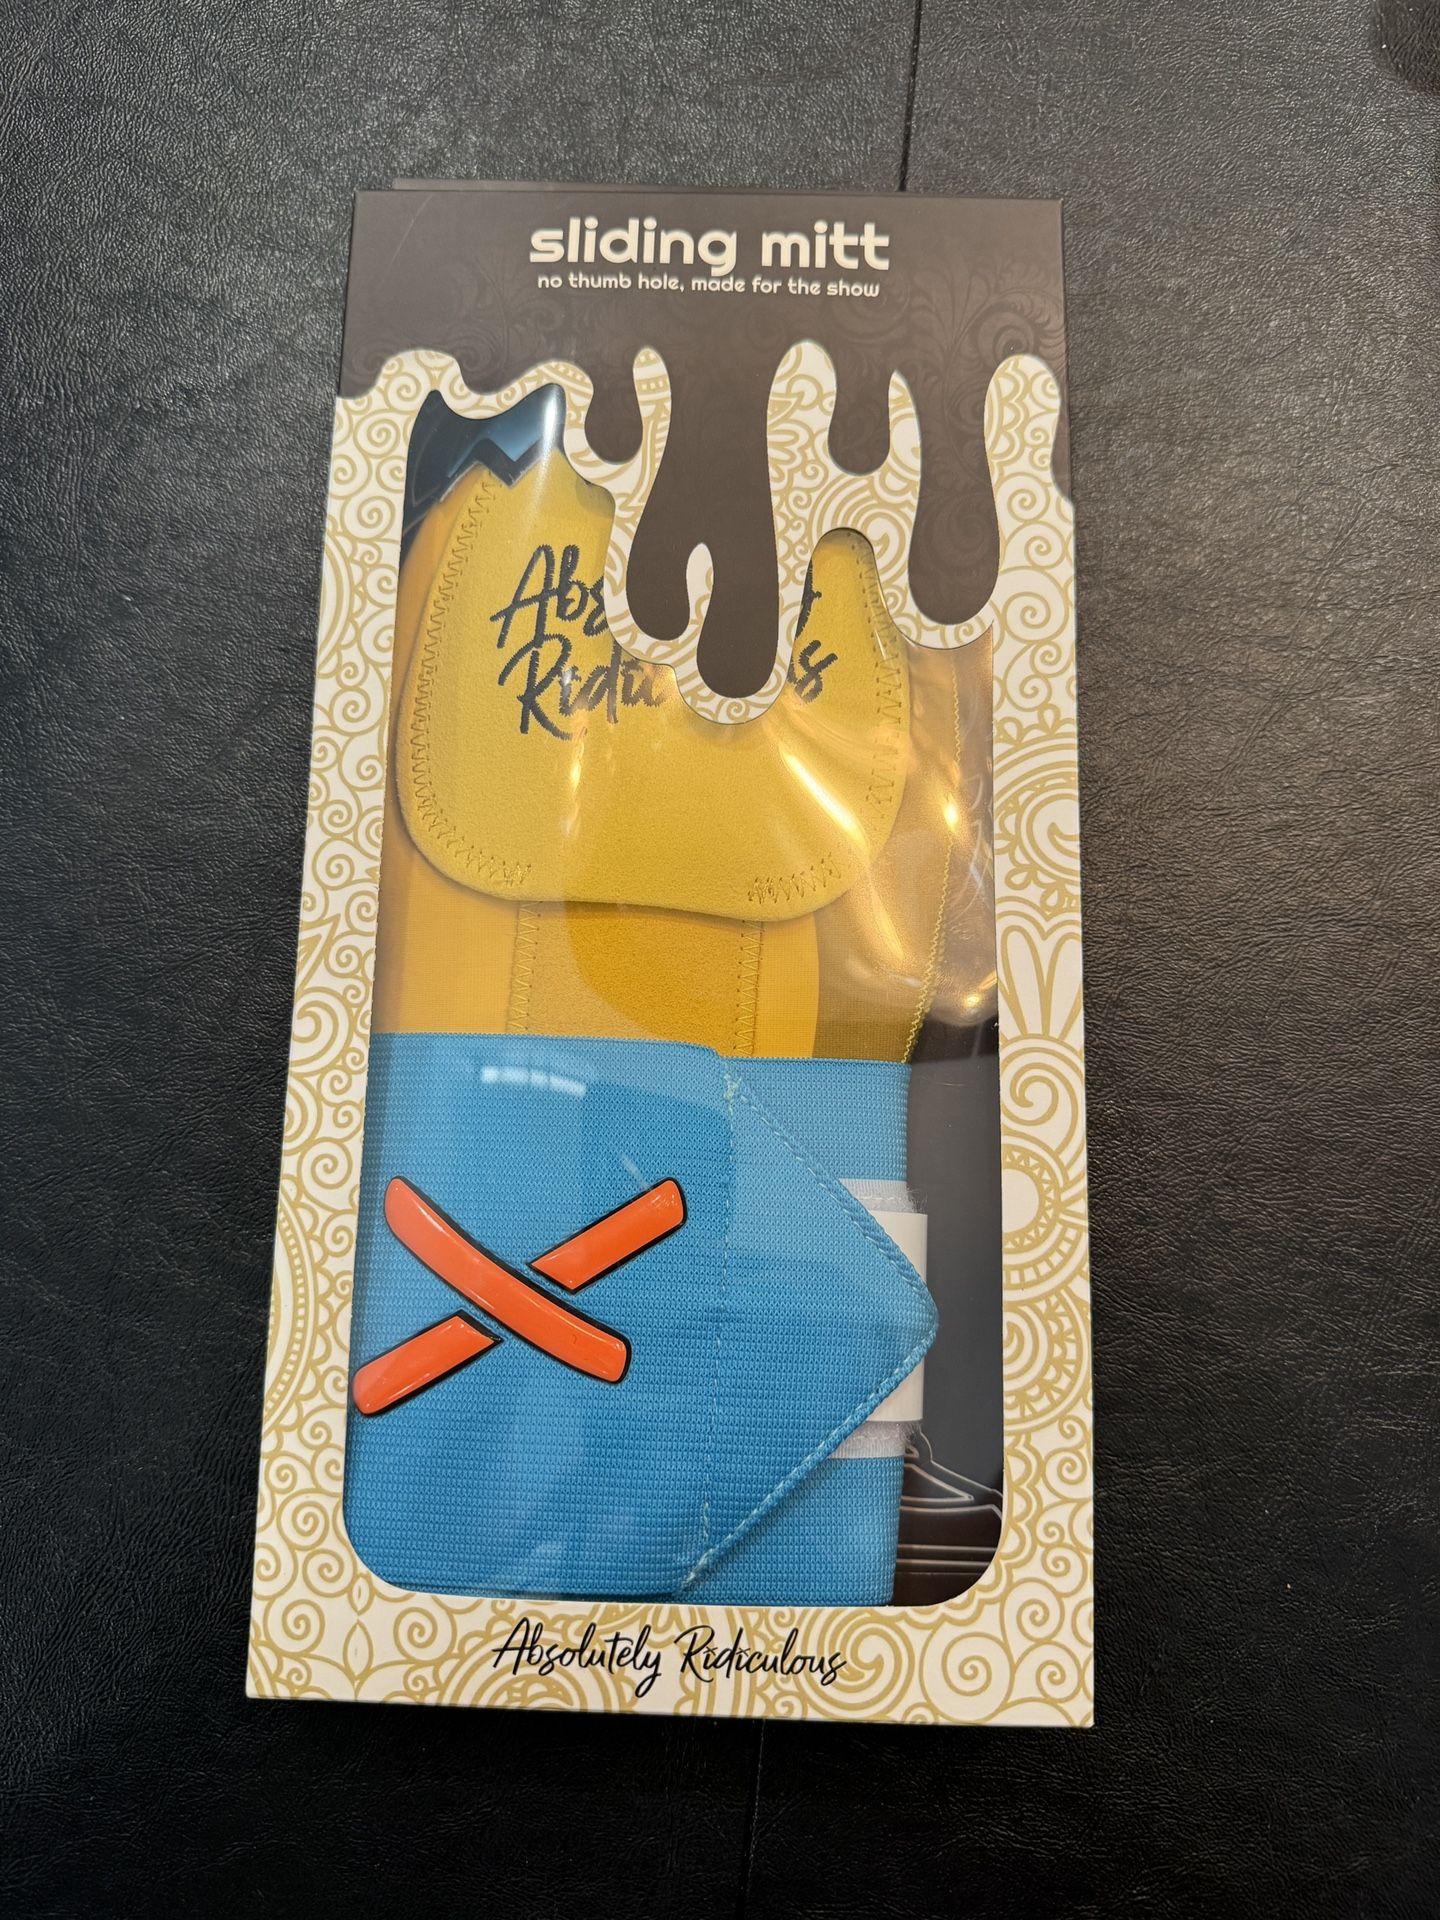 sliding mitt
no thumb hole, made for the show
Absolutely Ridiculous